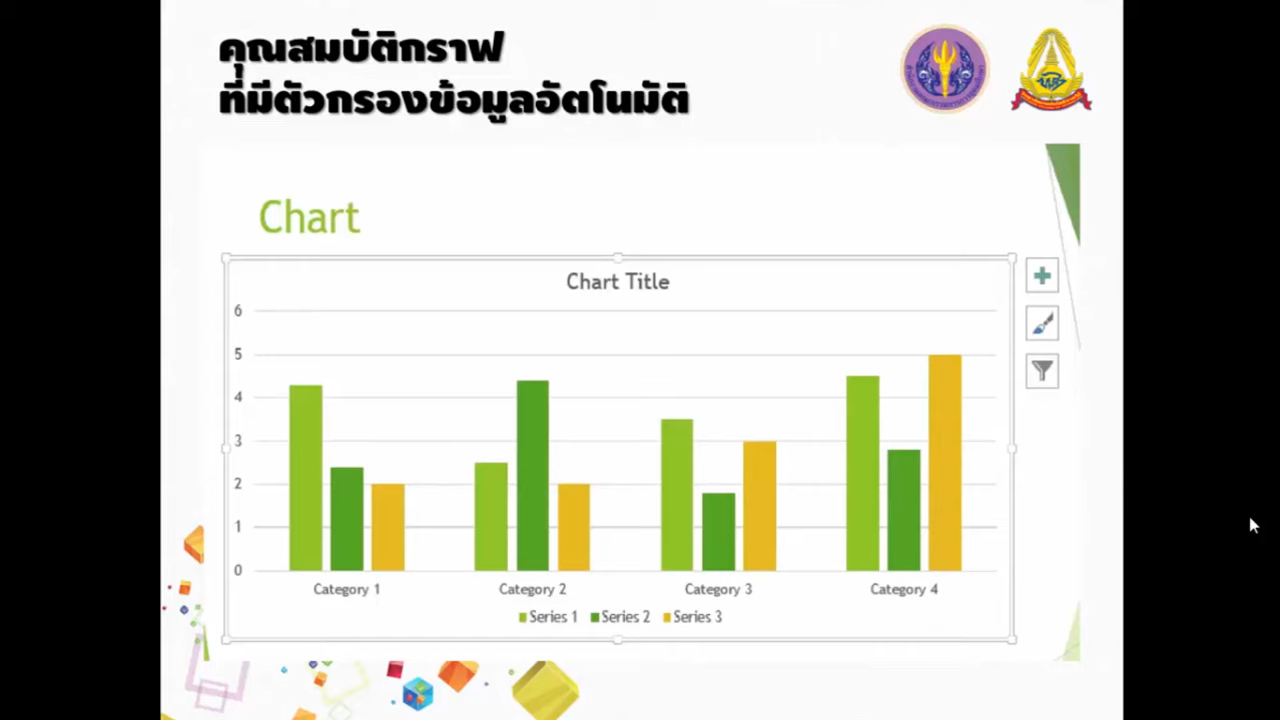 คุณสมบัติกราฟ
ที่มีตัวกรองข้อมูลอัตโนมัติ
Chart
Chart Title
6
5
4
3
2
1
0
Category 1 Category 2 Category 3 Category 4
Series 1 Series 2 Series 3